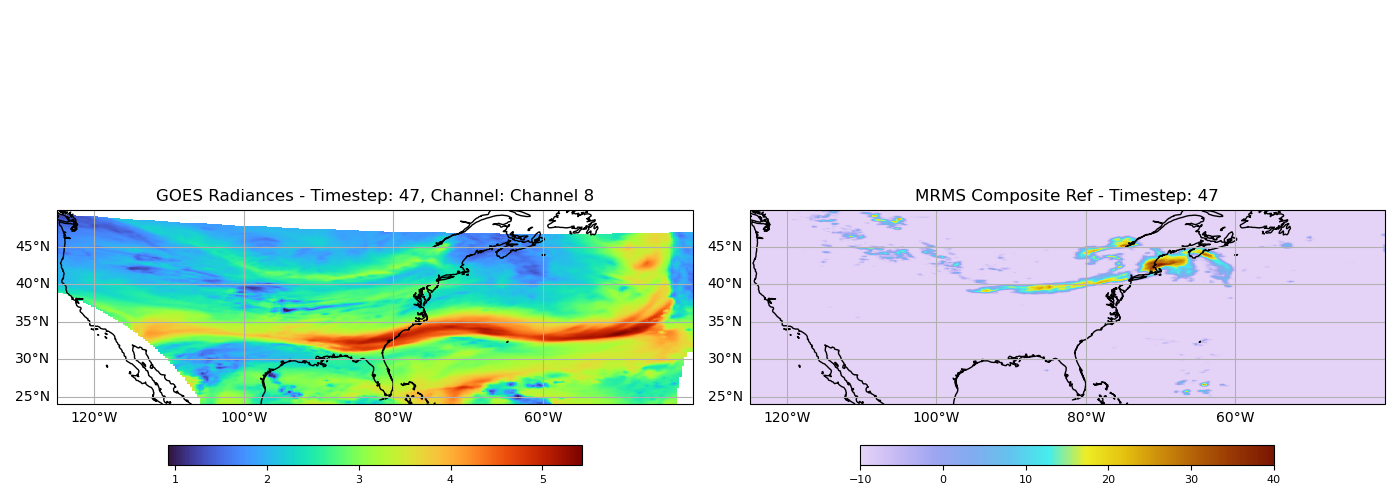 GOES Radiances - Timestep: 47, Channel: Channel 8
45°N
40°N
35°N
30°N
25°N
120°W
100°W
80°W
60°W
1
2
3
4
5
MRMS Composite Ref - Timestep: 47
45°N
40°N
35°N
30°N
25°N
120°W
100°W
80°W
60°W
−10
0
10
20
30
40